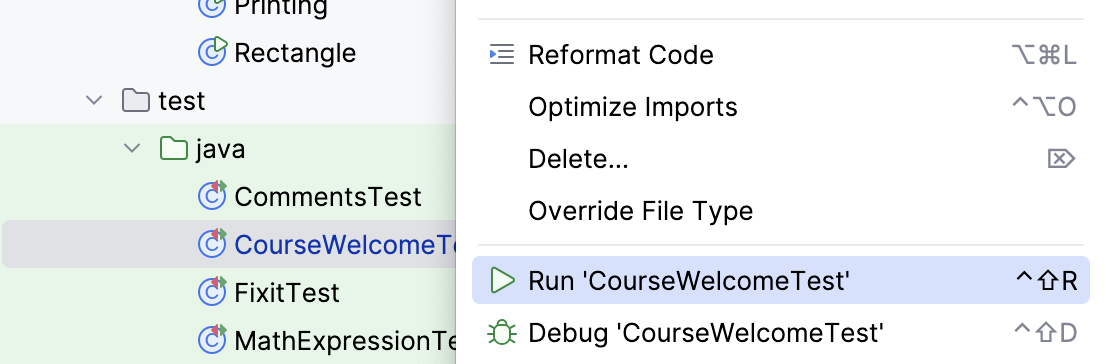 Printing
Rectangle
test
java
CommentsTest
CourseWelcomeTe
FixitTest
MathExpressionTe
Reformat Code ⌥⌘L
Optimize Imports ^⌥O
Delete... ⌦
Override File Type
Run 'CourseWelcomeTest' ^⇧R
Debug 'CourseWelcomeTest' ^⇧D